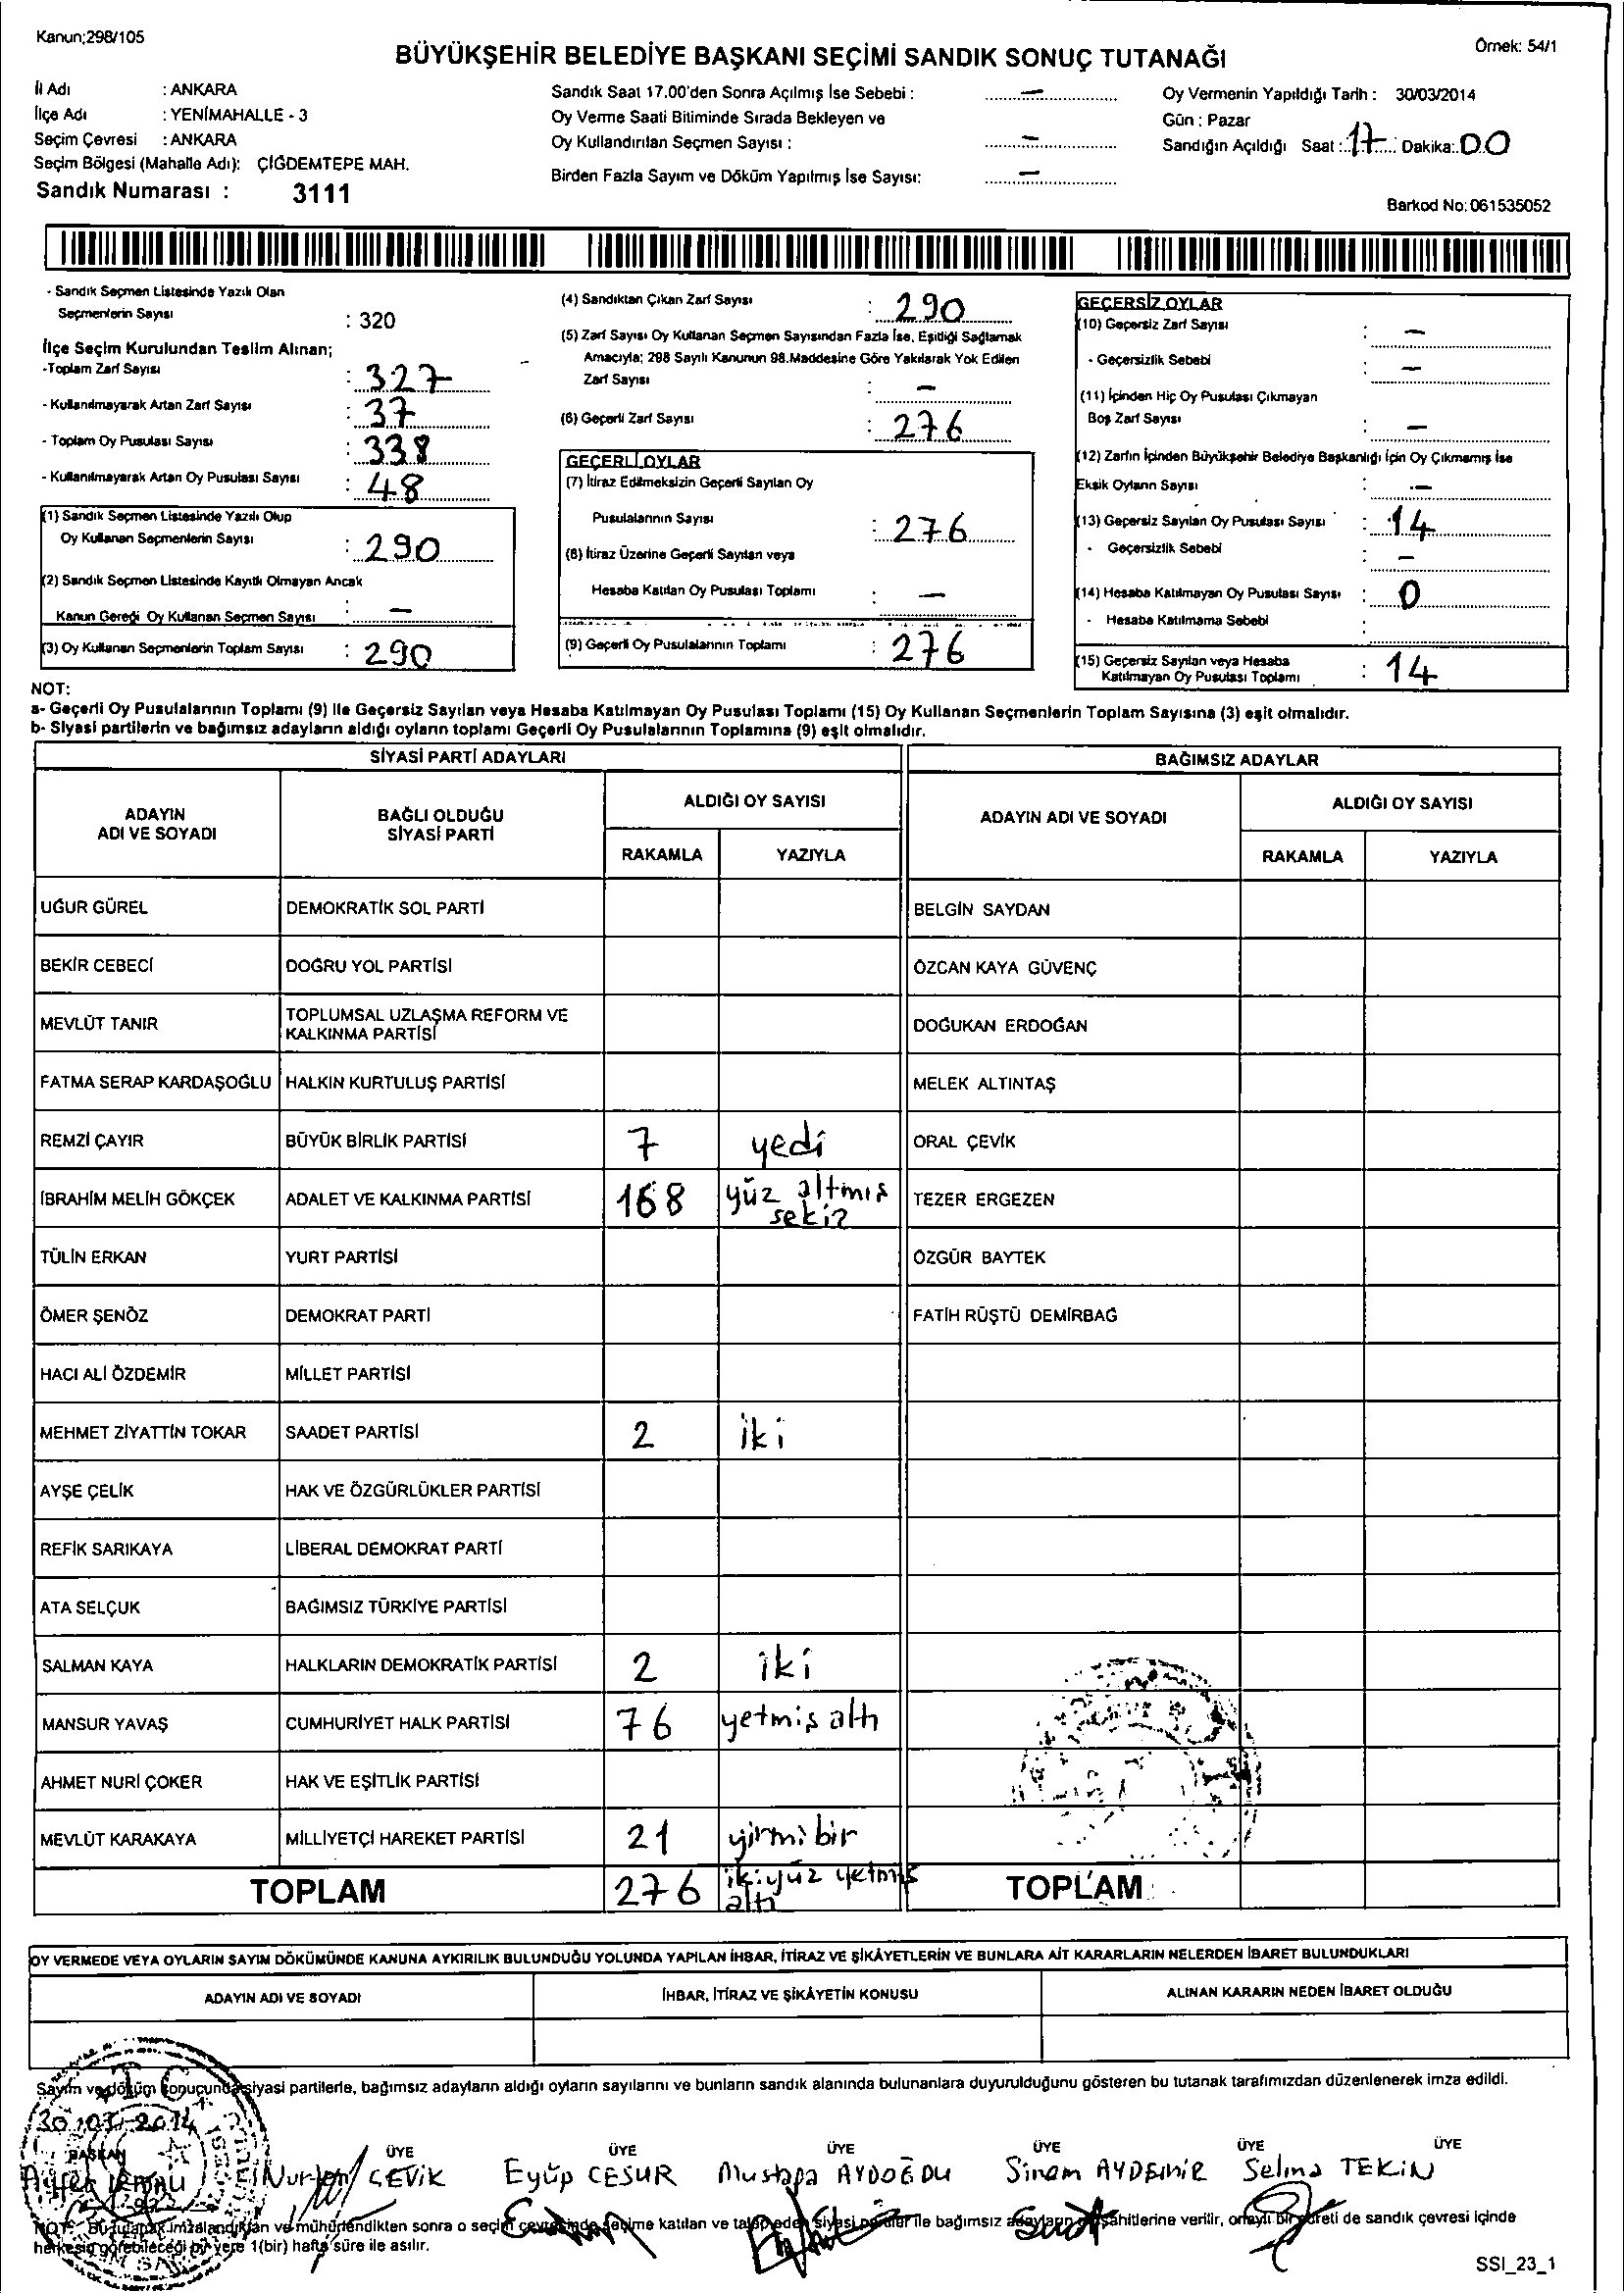 Kanun;298/105
Örnek: 54/1
BÜYÜKŞEHİR BELEDİYE BAŞKANI SEÇİMİ SANDIK SONUÇ TUTANAĞI
İl Adı : ANKARA
İlçe Adı : YENİMAHALLE - 3
Seçim Çevresi : ANKARA
Seçim Bölgesi (Mahalle Adı): ÇİĞDEMTEPE MAH.
Sandık Numarası : 3111
Sandık Saat 17.00'den Sonra Açılmış İse Sebebi : —
Oy Verme Saati Bitiminde Sırada Bekleyen ve
Oy Kullandırılan Seçmen Sayısı : —
Birden Fazla Sayım ve Döküm Yapılmış İse Sayısı: —
Oy Vermenin Yapıldığı Tarih : 30/03/2014
Gün : Pazar
Sandığın Açıldığı Saat : 17 Dakika: 00
Barkod No: 061535052
- Sandık Seçmen Listesinde Yazılı Olan
Seçmenlerin Sayısı : 320
İlçe Seçim Kurulundan Teslim Alınan;
-Toplam Zarf Sayısı : 327
- Kullanılmayarak Artan Zarf Sayısı : 37
- Toplam Oy Pusulası Sayısı : 338
- Kullanılmayarak Artan Oy Pusulası Sayısı : 48
(1) Sandık Seçmen Listesinde Yazılı Olup
Oy Kullanan Seçmenlerin Sayısı : 290
(2) Sandık Seçmen Listesinde Kayıtlı Olmayan Ancak
Kanun Gereği Oy Kullanan Seçmen Sayısı : —
(3) Oy Kullanan Seçmenlerin Toplam Sayısı : 290
(4) Sandıktan Çıkan Zarf Sayısı : 290
(5) Zarf Sayısı Oy Kullanan Seçmen Sayısından Fazla İse, Eşitliği Sağlamak
Amacıyla; 298 Sayılı Kanunun 98.Maddesine Göre Yakılarak Yok Edilen
Zarf Sayısı : —
(6) Geçerli Zarf Sayısı : 276
GEÇERLİ OYLAR
(7) İtiraz Edilmeksizin Geçerli Sayılan Oy
Pusulalarının Sayısı : 276
(8) İtiraz Üzerine Geçerli Sayılan veya
Hesaba Katılan Oy Pusulası Toplamı : —
(9) Geçerli Oy Pusulalarının Toplamı : 276
GEÇERSİZ OYLAR
(10) Geçersiz Zarf Sayısı : —
- Geçersizlik Sebebi : —
(11) İçinden Hiç Oy Pusulası Çıkmayan
Boş Zarf Sayısı : —
(12) Zarfın İçinden Büyükşehir Belediye Başkanlığı İçin Oy Çıkmamış İse
Eksik Oyların Sayısı : —
(13) Geçersiz Sayılan Oy Pusulası Sayısı : 14
- Geçersizlik Sebebi : —
(14) Hesaba Katılmayan Oy Pusulası Sayısı : 0
- Hesaba Katılmama Sebebi :
(15) Geçersiz Sayılan veya Hesaba
Katılmayan Oy Pusulası Toplamı : 14
NOT:
a- Geçerli Oy Pusulalarının Toplamı (9) ile Geçersiz Sayılan veya Hesaba Katılmayan Oy Pusulası Toplamı (15) Oy Kullanan Seçmenlerin Toplam Sayısına (3) eşit olmalıdır.
b- Siyasi partilerin ve bağımsız adayların aldığı oyların toplamı Geçerli Oy Pusulalarının Toplamına (9) eşit olmalıdır.
SİYASİ PARTİ ADAYLARI BAĞIMSIZ ADAYLAR
ADAYIN ADI VE SOYADI BAĞLI OLDUĞU SİYASİ PARTİ ALDIĞI OY SAYISI ADAYIN ADI VE SOYADI ALDIĞI OY SAYISI
RAKAMLA YAZIYLA RAKAMLA YAZIYLA
UĞUR GÜREL DEMOKRATİK SOL PARTİ BELGİN SAYDAN
BEKİR CEBECİ DOĞRU YOL PARTİSİ ÖZCAN KAYA GÜVENÇ
MEVLÜT TANIR TOPLUMSAL UZLAŞMA REFORM VE KALKINMA PARTİSİ DOĞUKAN ERDOĞAN
FATMA SERAP KARDAŞOĞLU HALKIN KURTULUŞ PARTİSİ MELEK ALTINTAŞ
REMZİ ÇAYIR BÜYÜK BİRLİK PARTİSİ 7 yedi ORAL ÇEVİK
İBRAHİM MELİH GÖKÇEK ADALET VE KALKINMA PARTİSİ 168 yüz altmış sekiz TEZER ERGEZEN
TÜLİN ERKAN YURT PARTİSİ ÖZGÜR BAYTEK
ÖMER ŞENÖZ DEMOKRAT PARTİ FATİH RÜŞTÜ DEMİRBAĞ
HACI ALİ ÖZDEMİR MİLLET PARTİSİ
MEHMET ZİYATTİN TOKAR SAADET PARTİSİ 2 iki
AYŞE ÇELİK HAK VE ÖZGÜRLÜKLER PARTİSİ
REFİK SARIKAYA LİBERAL DEMOKRAT PARTİ
ATA SELÇUK BAĞIMSIZ TÜRKİYE PARTİSİ
SALMAN KAYA HALKLARIN DEMOKRATİK PARTİSİ 2 iki
MANSUR YAVAŞ CUMHURİYET HALK PARTİSİ 76 yetmiş altı
AHMET NURİ ÇOKER HAK VE EŞİTLİK PARTİSİ
MEVLÜT KARAKAYA MİLLİYETÇİ HAREKET PARTİSİ 21 yirmi bir
TOPLAM 276 iki yüz yetmiş altı TOPLAM
OY VERMEDE VEYA OYLARIN SAYIM DÖKÜMÜNDE KANUNA AYKIRILIK BULUNDUĞU YOLUNDA YAPILAN İHBAR, İTİRAZ VE ŞİKÂYETLERİN VE BUNLARA AİT KARARLARIN NELERDEN İBARET BULUNDUKLARI
ADAYIN ADI VE SOYADI İHBAR, İTİRAZ VE ŞİKÂYETİN KONUSU ALINAN KARARIN NEDEN İBARET OLDUĞU
Sayım ve döküm sonucunda siyasi partilerle, bağımsız adayların aldığı oyların sayılarını ve bunların sandık alanında bulunanlara duyurulduğunu gösteren bu tutanak tarafımızdan düzenlenerek imza edildi.
30.03.2014
BAŞKAN ÜYE ÜYE ÜYE ÜYE ÜYE ÜYE
ÇEVİK Eyüp CESUR Mustapa AYDOĞDU Sinem AYDEMİR Selma TEKİN
NOT: Bu tutanak imzalandıktan ve mühürlendikten sonra o seçim çevresinde seçime katılan ve talep eden siyasi partiler ile bağımsız adayların müşahitlerine verilir, onaylı bir sureti de sandık çevresi içinde
herkesin görebileceği bir yere 1(bir) hafta süre ile asılır.
SSI_23_1